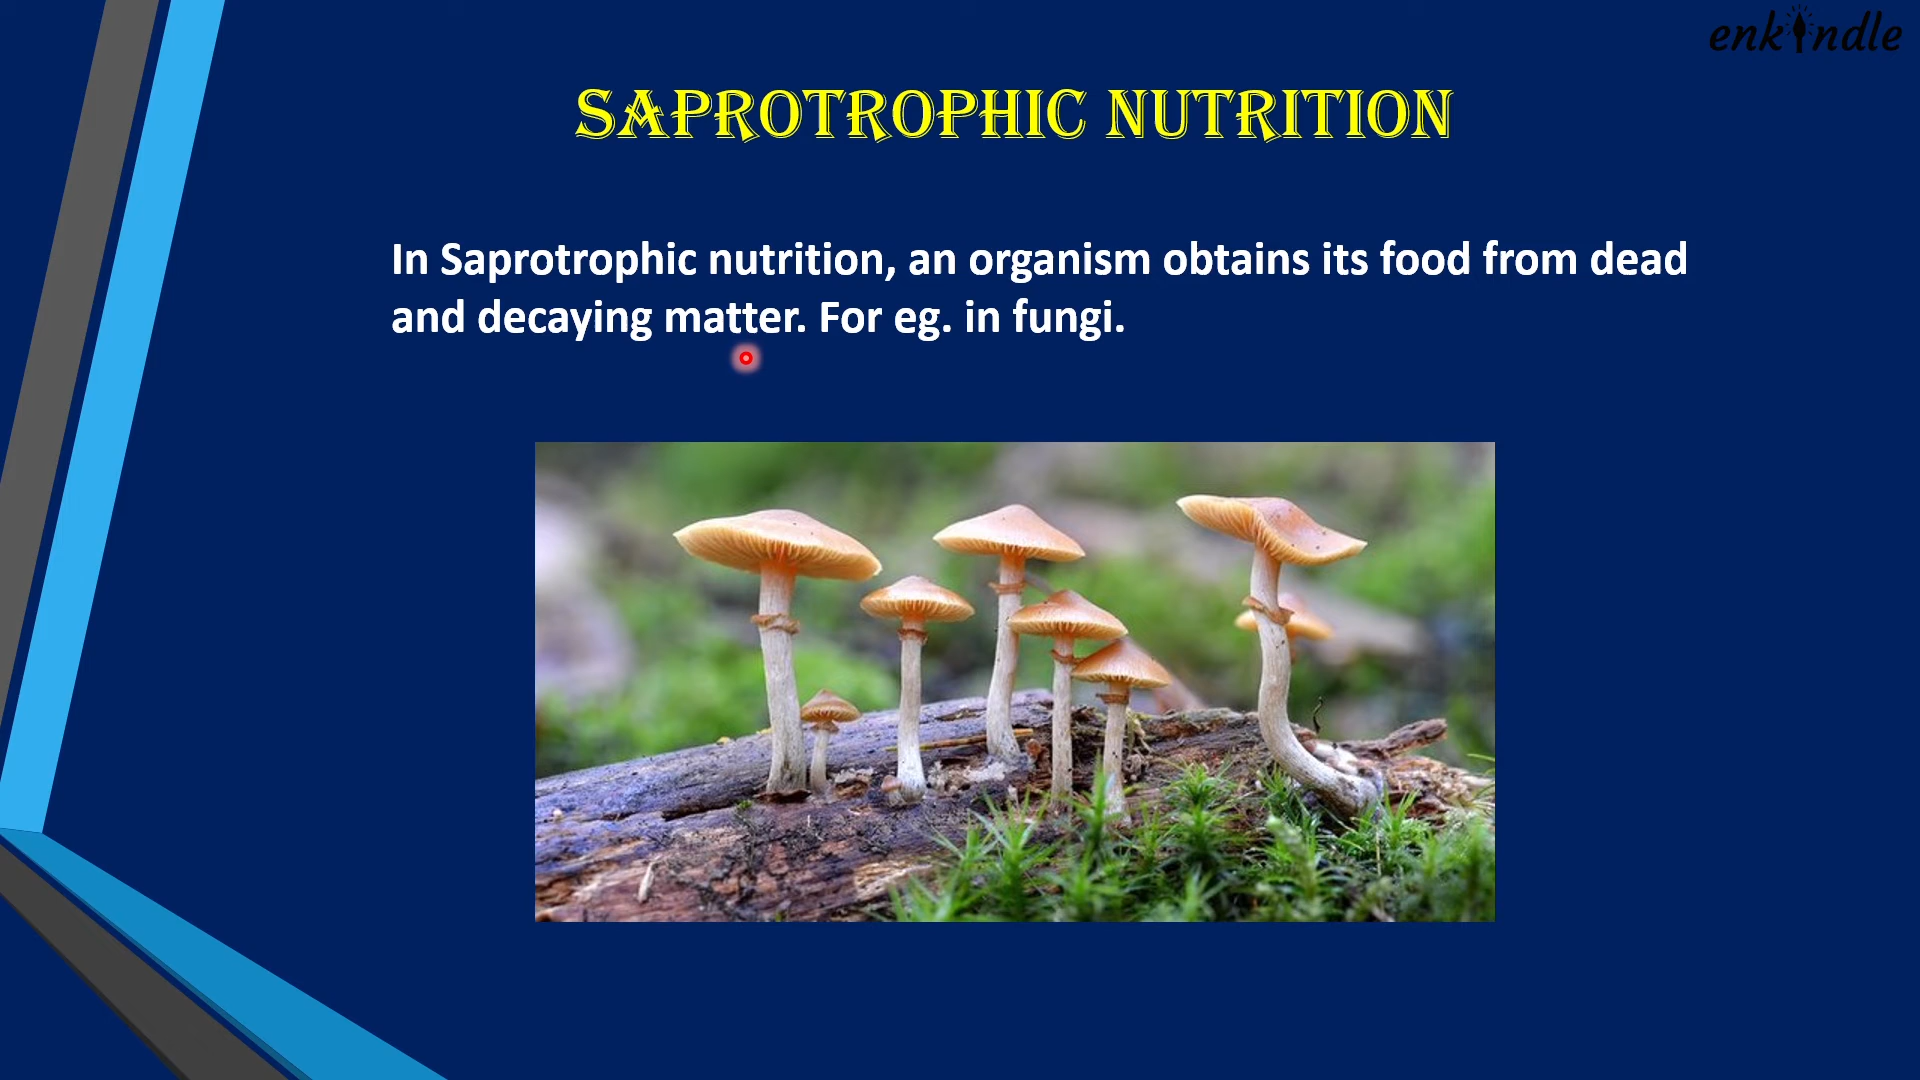 enkindle
SAPROTROPHIC NUTRITION
In Saprotrophic nutrition, an organism obtains its food from dead
and decaying matter. For eg. in fungi.